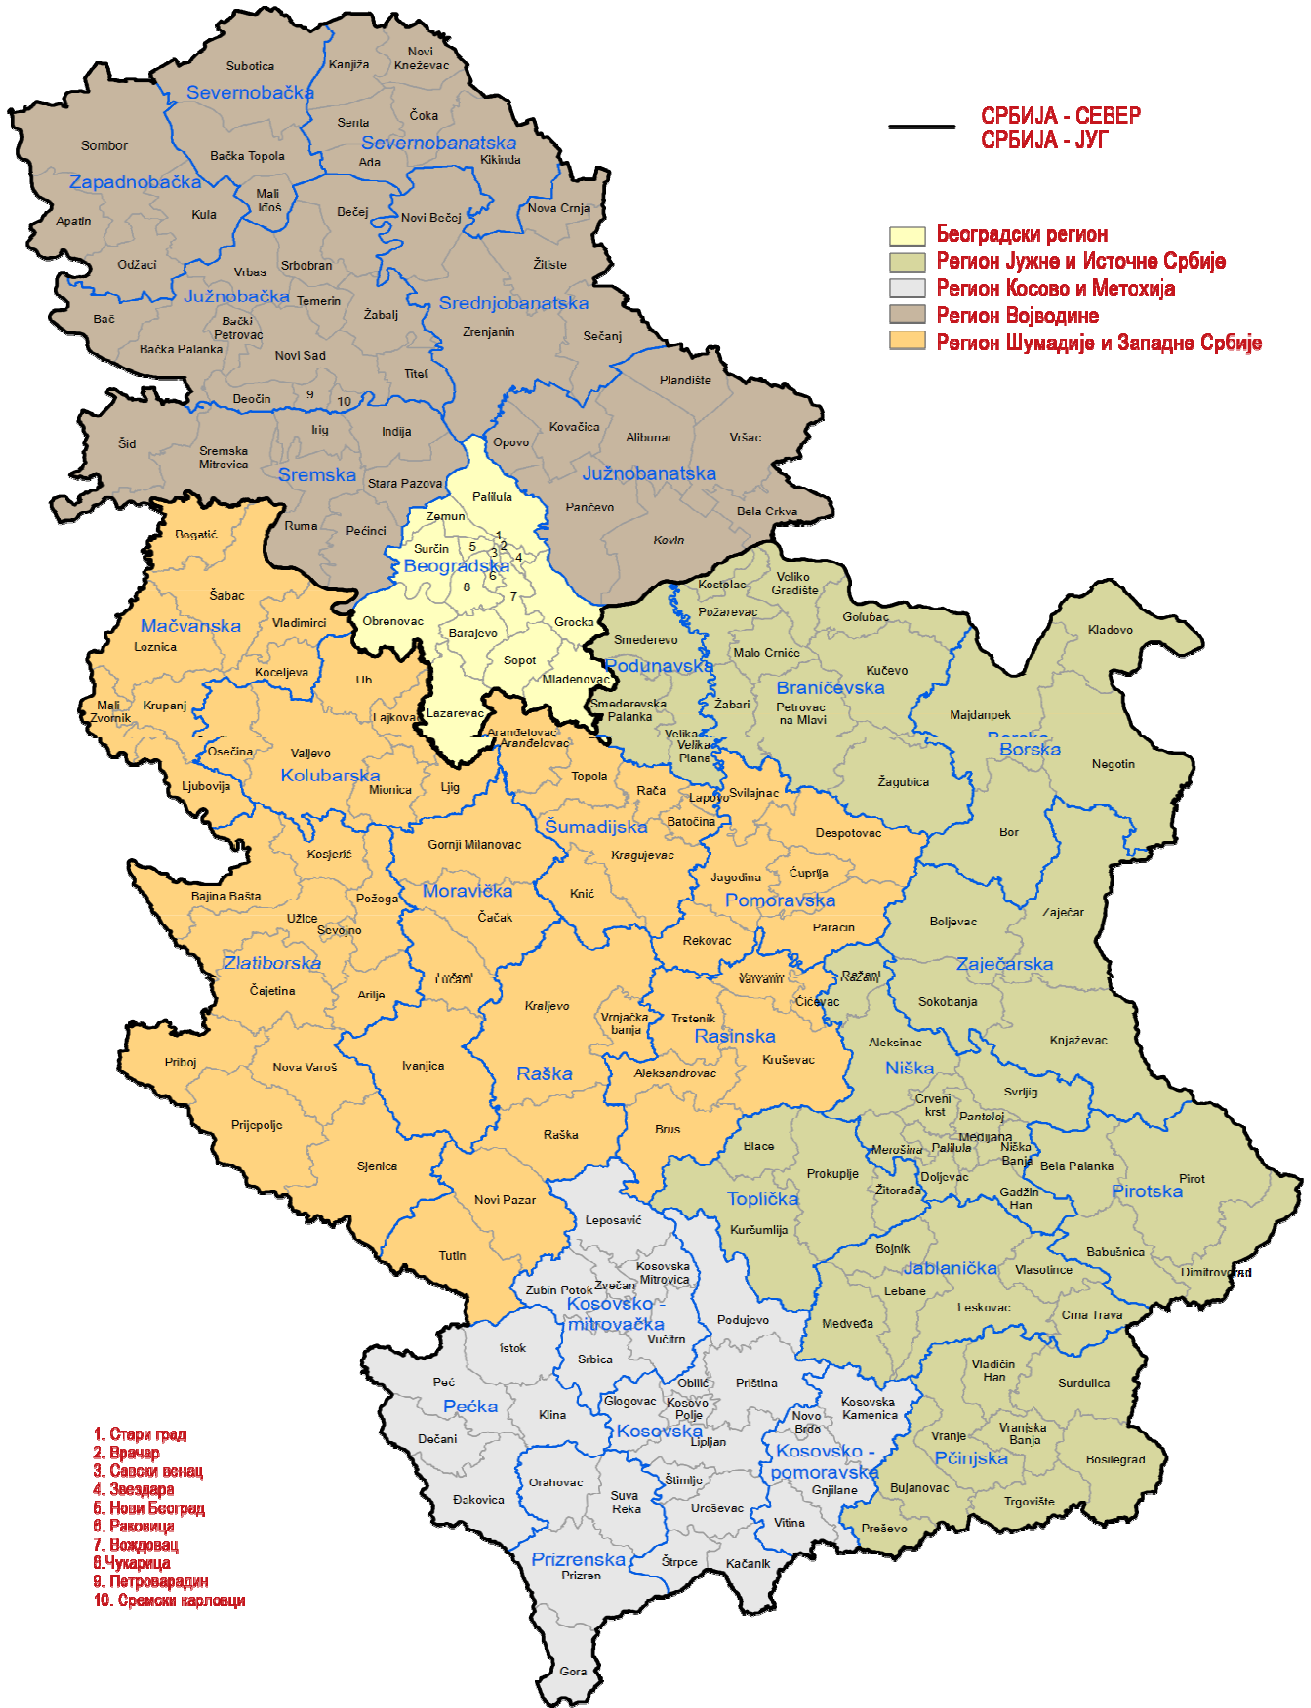 СРБИЈА - СЕВЕР
СРБИЈА - ЈУГ
Београдски регион
Регион Јужне и Источне Србије
Регион Косово и Метохија
Регион Војводине
Регион Шумадије и Западне Србије
Subotica
Kanjiža
Novi
Kneževac
Severnobačka
Čoka
Senta
Severnobanatska
Sombor
Bačka Topola
Ada
Kikinda
Zapadnobačka
Mali
Iđoš
Apatin
Kula
Bečej
Novi Bečej
Nova Crnja
Odžaci
Vrbas
Srbobran
Žitište
Južnobačka
Temerin
Srednjobanatska
Bač
Bački
Petrovac
Žabalj
Zrenjanin
Sečanj
Bačka Palanka
Novi Sad
Titel
Plandište
Beočin
9
10
Kovačica
Alibunar
Vršac
Šid
Sremska
Mitrovica
Irig
Inđija
Opovo
Sremska
Stara Pazova
Južnobanatska
Palilula
Pančevo
Bela Crkva
Ruma
Pećinci
Zemun
Kovin
Bogatić
Surčin
5
1
2
3
4
Beogradska
6
8
7
Kostolac
Veliko
Gradište
Šabac
Požarevac
Golubac
Mačvanska
Vladimirci
Obrenovac
Barajevo
Grocka
Smederevo
Kladovo
Loznica
Malo Crniće
Koceljeva
Ub
Sopot
Podunavska
Kučevo
Mladenovac
Braničevska
Mali
Zvornik
Krupanj
Lajkovac
Lazarevac
Smederevska
Palanka
Žabari
Petrovac
na Mlavi
Majdanpek
Aranđelovac
Aranđelovac
Velika
Velika
Plana
Borska
Borska
Osečina
Valjevo
Negotin
Kolubarska
Ljubovija
Mionica
Ljig
Topola
Rača
Lapovo
Svilajnac
Žagubica
Šumadijska
Batočina
Despotovac
Bor
Gornji Milanovac
Kosjerić
Kragujevac
Jagodina
Ćuprija
Bajina Bašta
Požega
Moravička
Knić
Pomoravska
Užice
Sevojno
Čačak
Paraćin
Boljevac
Zaječar
Rekovac
Zlatiborska
Zaječarska
Lučani
Varvarin
Varvarin
Ražanj
Čajetina
Arilje
Kraljevo
Ćićevac
Sokobanja
Vrnjačka
banja
Trstenik
Rasinska
Aleksinac
Knjaževac
Priboj
Nova Varoš
Ivanjica
Kruševac
Niška
Raška
Aleksandrovac
Svrljig
Crveni
krst
Pantelej
Prijepolje
Raška
Brus
Medijana
Sjenica
Blace
Merošina
Palilula
Niška
Banja
Bela Palanka
Prokuplje
Doljevac
Pirot
Toplička
Žitorađa
Gadžin
Han
Pirotska
Novi Pazar
Kuršumlija
Leposavić
Bojnik
Babušnica
Tutin
Kosovska
Mitrovica
Jablanička
Vlasotince
Dimitrovgrad
Zubin Potok
Zvečan
Lebane
Kosovsko
mitrovačka
Podujevo
Medveđa
Leskovac
Crna Trava
Vučitrn
Istok
Srbica
Vladičin
Han
Peć
Obilić
Priština
Surdulica
Pećka
Glogovac
Kosovo
Polje
Kosovska
Kamenica
Klina
Novo
Brdo
Kosovska
Vranjska
Banja
Dečani
Lipljan
Kosovsko -
pomoravska
Vranje
Pčinjska
Bosilegrad
Orahovac
Štimlje
Gnjilane
Bujanovac
Đakovica
Suva
Reka
Uroševac
Trgovište
Vitina
Preševo
Prizrenska
Prizren
Štrpce
Kačanik
Gora
1. Стари град
2. Врачар
3. Савски венац
4. Звездара
5. Нови Београд
6. Раковица
7. Вождовац
8.Чукарица
9. Петроварадин
10. Сремски карловци